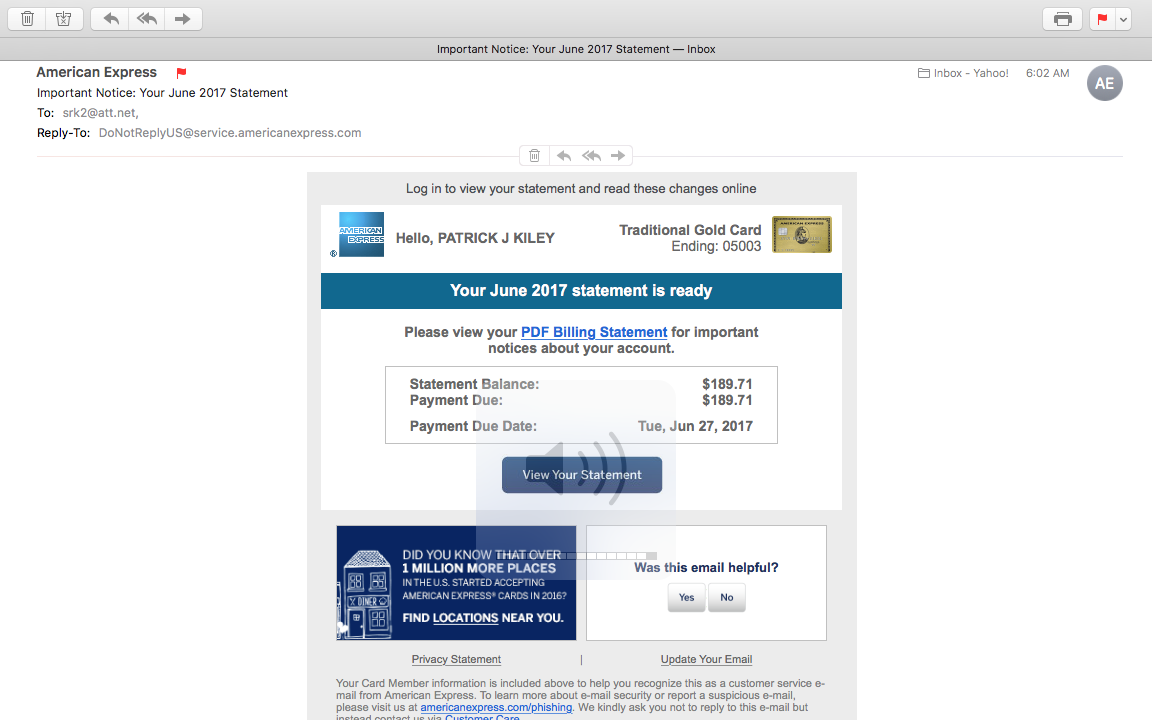 Important Notice: Your June 2017 Statement — Inbox
American Express
Inbox - Yahoo!
6:02 AM
AE
Important Notice: Your June 2017 Statement
To: srk2@att.net,
Reply-To: DoNotReplyUS@service.americanexpress.com
Log in to view your statement and read these changes online
AMERICAN
EXPRESS
®
Hello, PATRICK J KILEY
Traditional Gold Card
Ending: 05003
AMERICAN EXPRESS
Your June 2017 statement is ready
Please view your PDF Billing Statement for important
notices about your account.
Statement Balance: $189.71
Payment Due: $189.71
Payment Due Date: Tue, Jun 27, 2017
View Your Statement
DID YOU KNOW THAT OVER
1 MILLION MORE PLACES
IN THE U.S. STARTED ACCEPTING
AMERICAN EXPRESS® CARDS IN 2016?
FIND LOCATIONS NEAR YOU.
DINER
Was this email helpful?
Yes No
Privacy Statement | Update Your Email
Your Card Member information is included above to help you recognize this as a customer service e-
mail from American Express. To learn more about e-mail security or report a suspicious e-mail,
please visit us at americanexpress.com/phishing. We kindly ask you not to reply to this e-mail but
instead contact us via Customer Care.